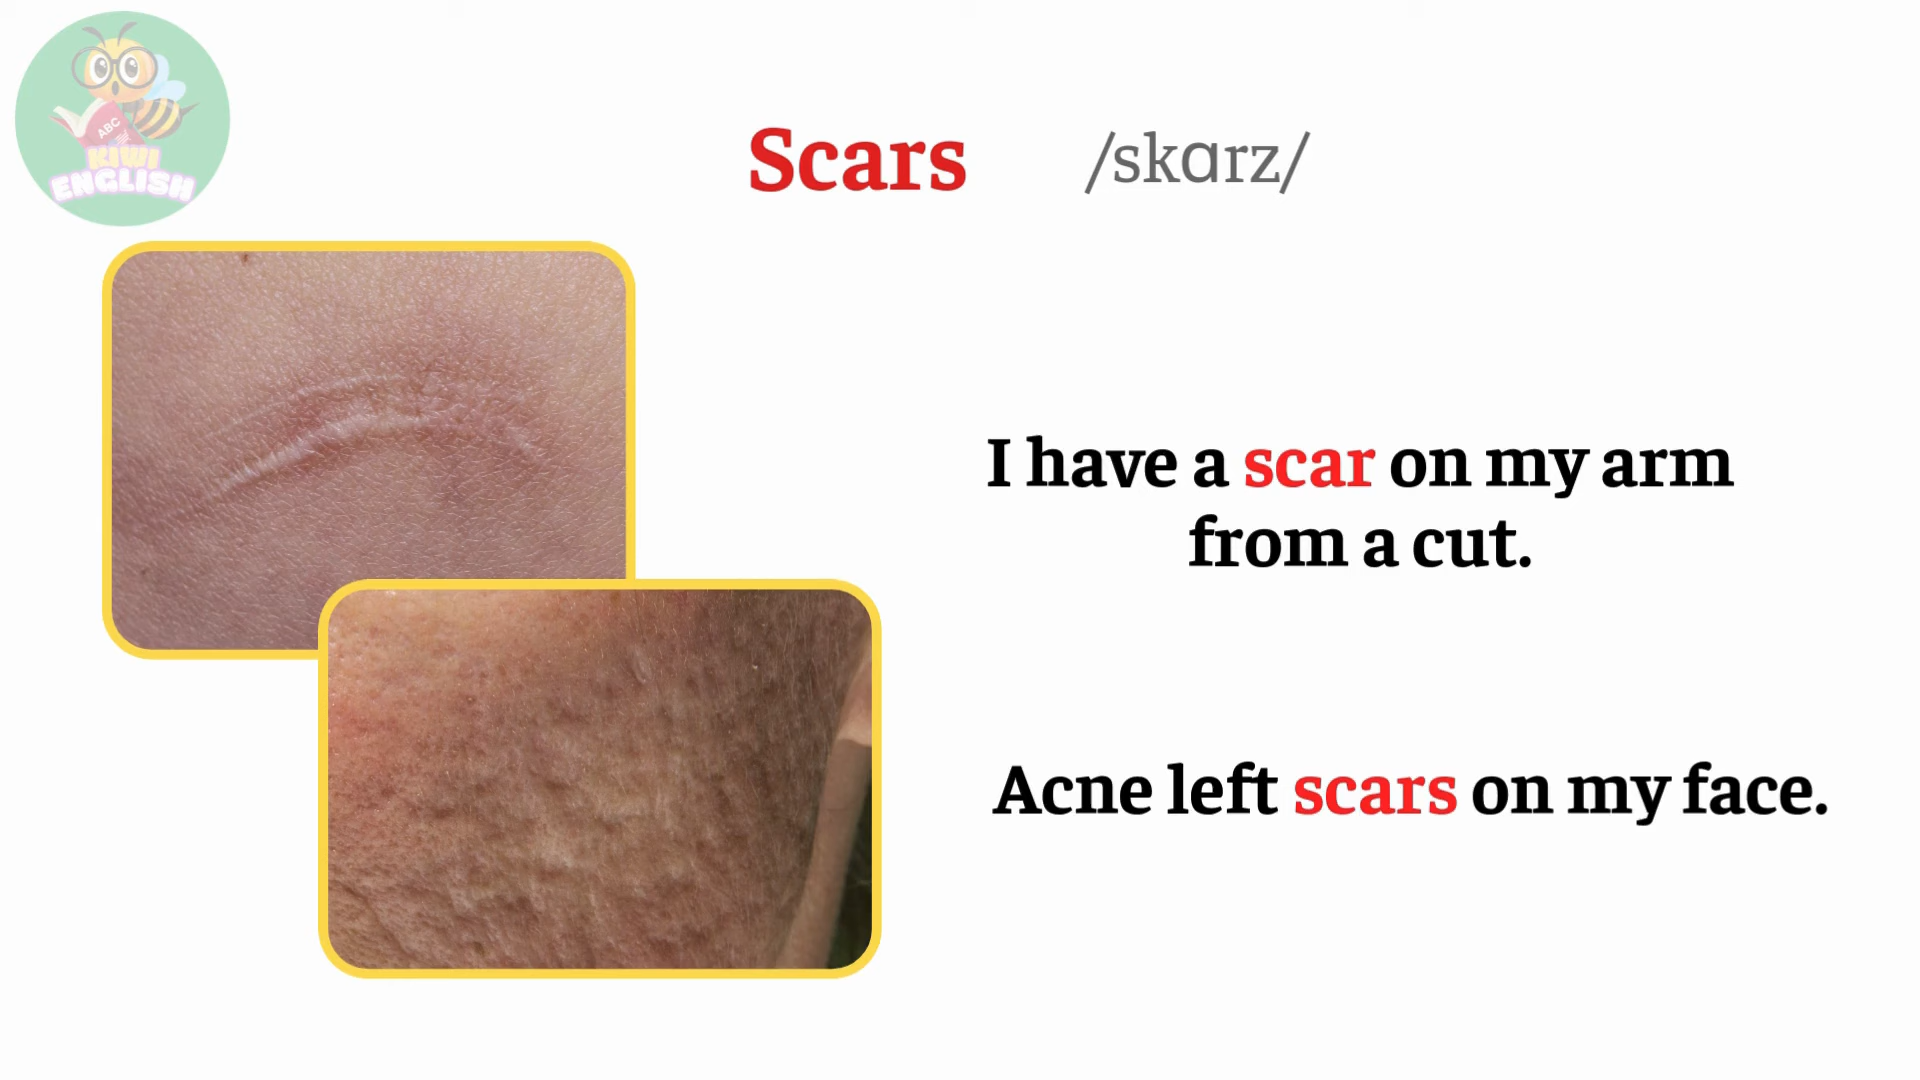 ABC
KIWI
ENGLISH
Scars /skɑrz/
I have a scar on my arm
from a cut.
Acne left scars on my face.